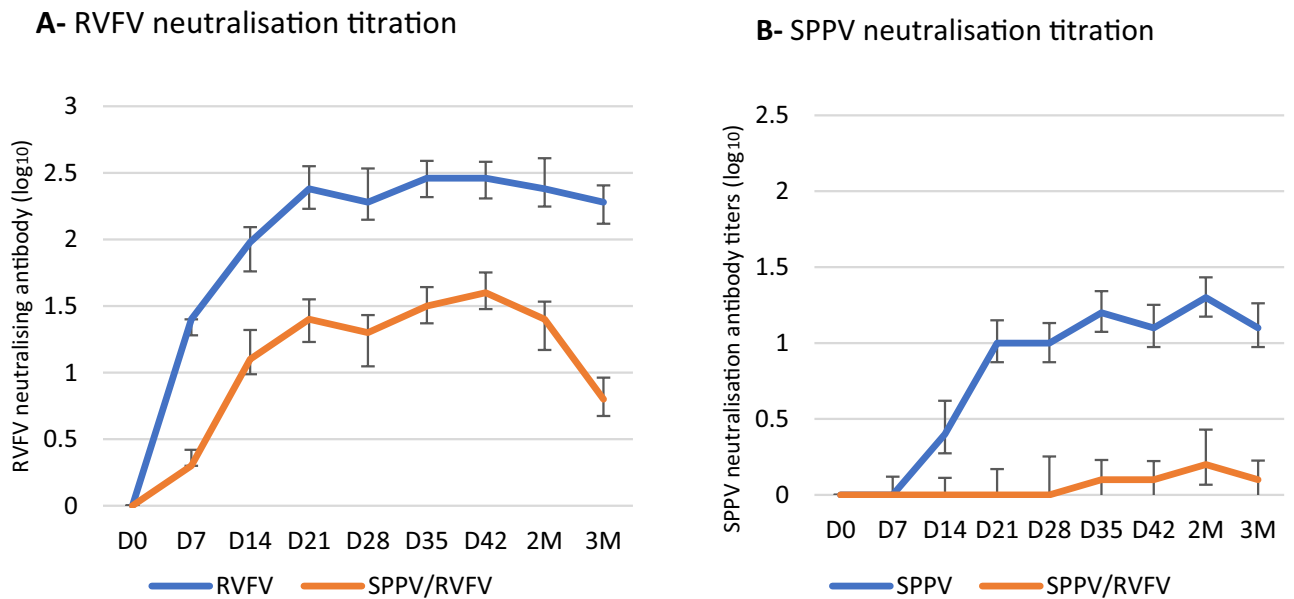 A- RVFV neutralisation titration
RVFV neutralising antibody (log10)
3
2.5
2
1.5
1
0.5
0
D0 D7 D14 D21 D28 D35 D42 2M 3M
RVFV SPPV/RVFV
B- SPPV neutralisation titration
SPPV neutralisation antibody titers (log10)
2.5
2
1.5
1
0.5
0
D0 D7 D14 D21 D28 D35 D42 2M 3M
SPPV SPPV/RVFV